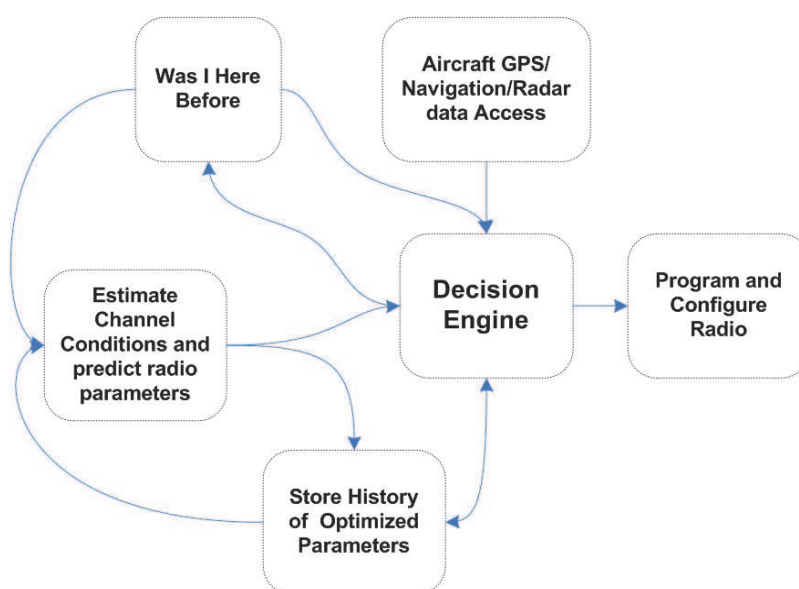 Was I Here
Before
Aircraft GPS/
Navigation/Radar
data Access
Estimate
Channel
Conditions and
predict radio
parameters
Decision
Engine
Program and
Configure
Radio
Store History
of Optimized
Parameters